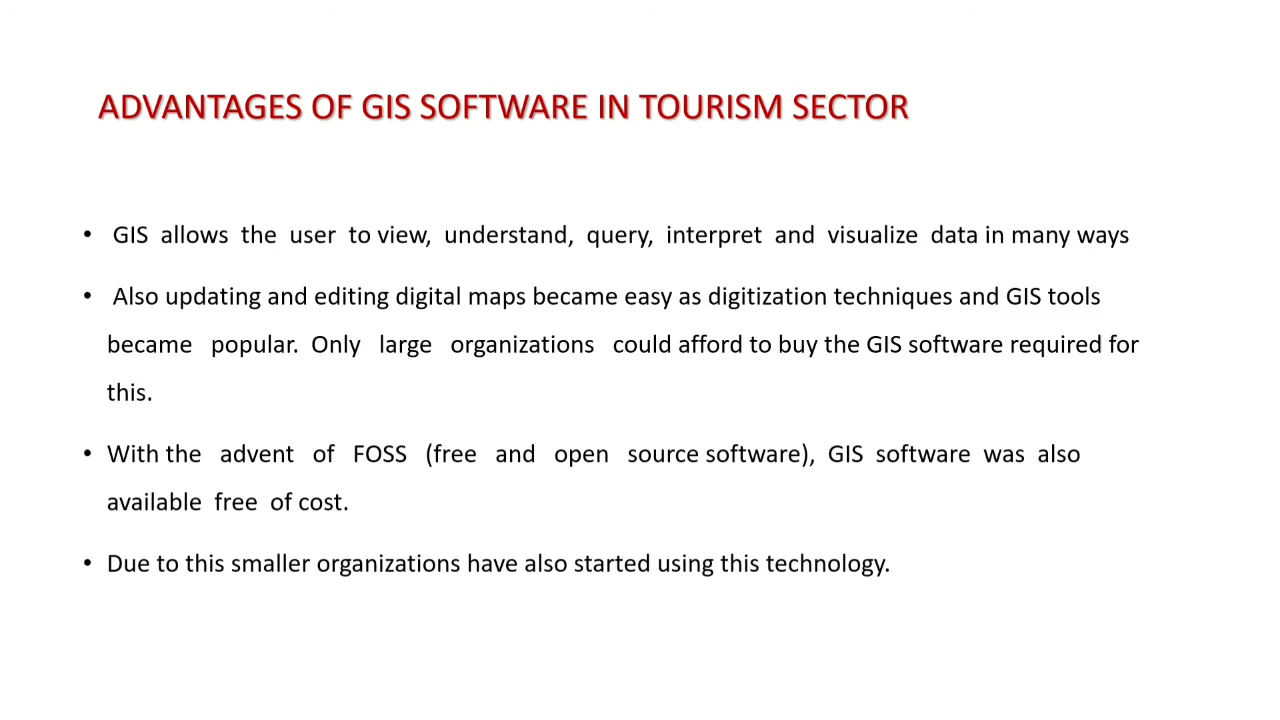 ADVANTAGES OF GIS SOFTWARE IN TOURISM SECTOR
• GIS allows the user to view, understand, query, interpret and visualize data in many ways
• Also updating and editing digital maps became easy as digitization techniques and GIS tools
became popular. Only large organizations could afford to buy the GIS software required for
this.
• With the advent of FOSS (free and open source software), GIS software was also
available free of cost.
• Due to this smaller organizations have also started using this technology.